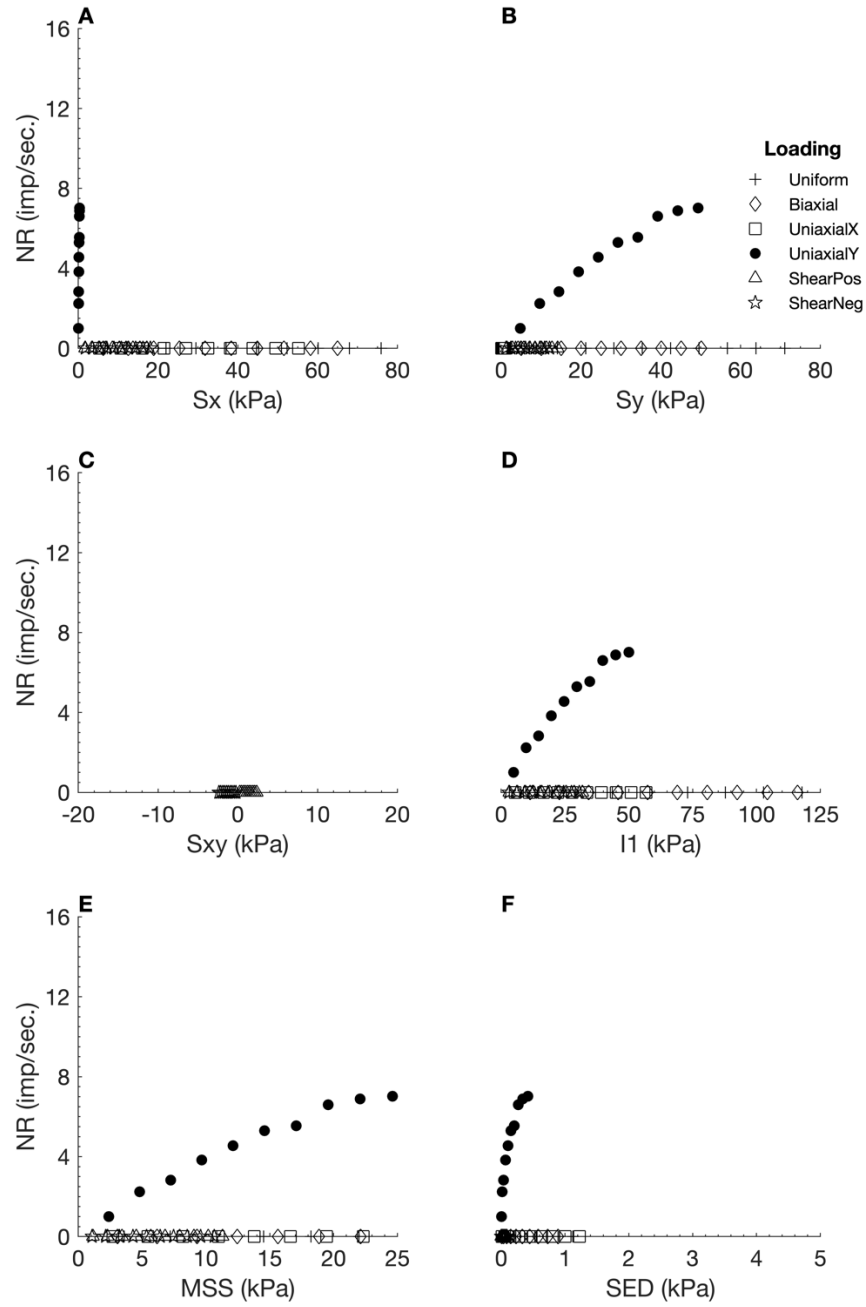 A
B
16
12
8
4
0
NR (imp/sec.)
0 20 40 60 80
Sx (kPa)
0 20 40 60 80
Sy (kPa)
Loading
Uniform
Biaxial
UniaxialX
UniaxialY
ShearPos
ShearNeg
C
D
16
12
8
4
0
NR (imp/sec.)
-20 -10 0 10 20
Sxy (kPa)
0 25 50 75 100 125
I1 (kPa)
E
F
16
12
8
4
0
NR (imp/sec.)
0 5 10 15 20 25
MSS (kPa)
0 1 2 3 4 5
SED (kPa)